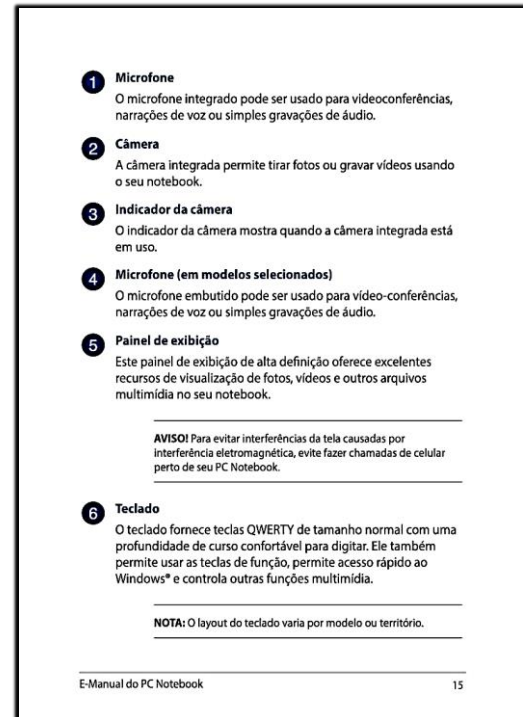 1 Microfone
O microfone integrado pode ser usado para videoconferências,
narrações de voz ou simples gravações de áudio.
2 Câmera
A câmera integrada permite tirar fotos ou gravar vídeos usando
o seu notebook.
3 Indicador da câmera
O indicador da câmera mostra quando a câmera integrada está
em uso.
4 Microfone (em modelos selecionados)
O microfone embutido pode ser usado para vídeo-conferências,
narrações de voz ou simples gravações de áudio.
5 Painel de exibição
Este painel de exibição de alta definição oferece excelentes
recursos de visualização de fotos, vídeos e outros arquivos
multimídia no seu notebook.
AVISO! Para evitar interferências da tela causadas por
interferência eletromagnética, evite fazer chamadas de celular
perto de seu PC Notebook.
6 Teclado
O teclado fornece teclas QWERTY de tamanho normal com uma
profundidade de curso confortável para digitar. Ele também
permite usar as teclas de função, permite acesso rápido ao
Windows® e controla outras funções multimídia.
NOTA: O layout do teclado varia por modelo ou território.
E-Manual do PC Notebook 15